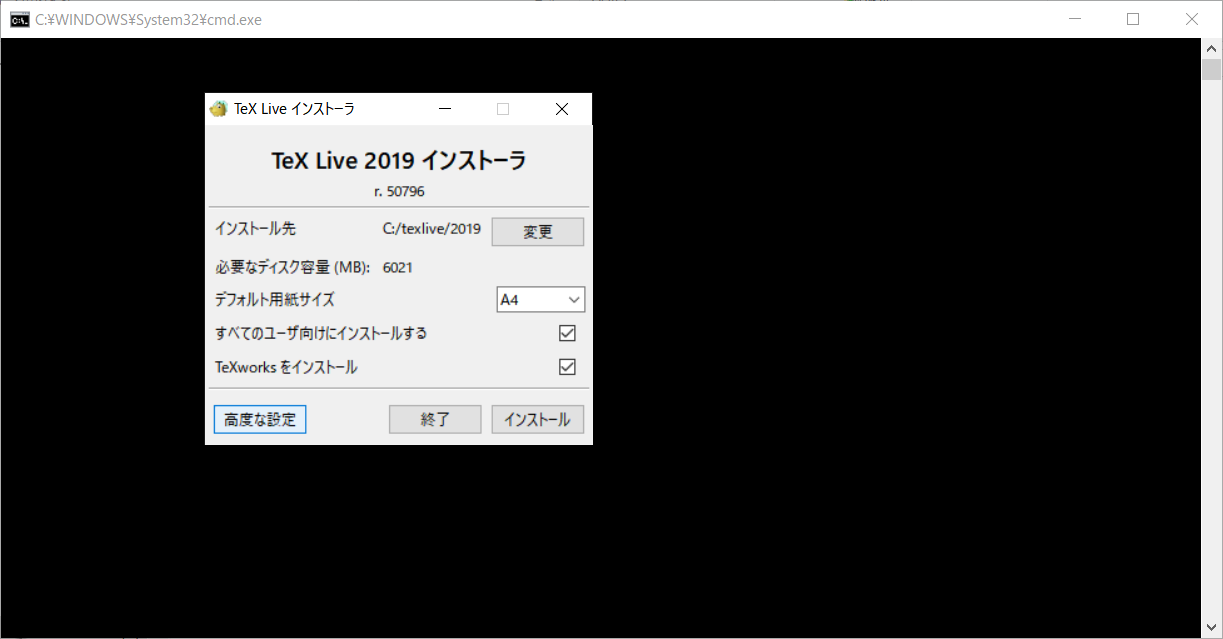 C:¥WINDOWS¥System32¥cmd.exe
TeX Live インストーラ
TeX Live 2019 インストーラ
r. 50796
インストール先 C:/texlive/2019 変更
必要なディスク容量 (MB): 6021
デフォルト用紙サイズ A4
すべてのユーザ向けにインストールする
TeXworks をインストール
高度な設定 終了 インストール